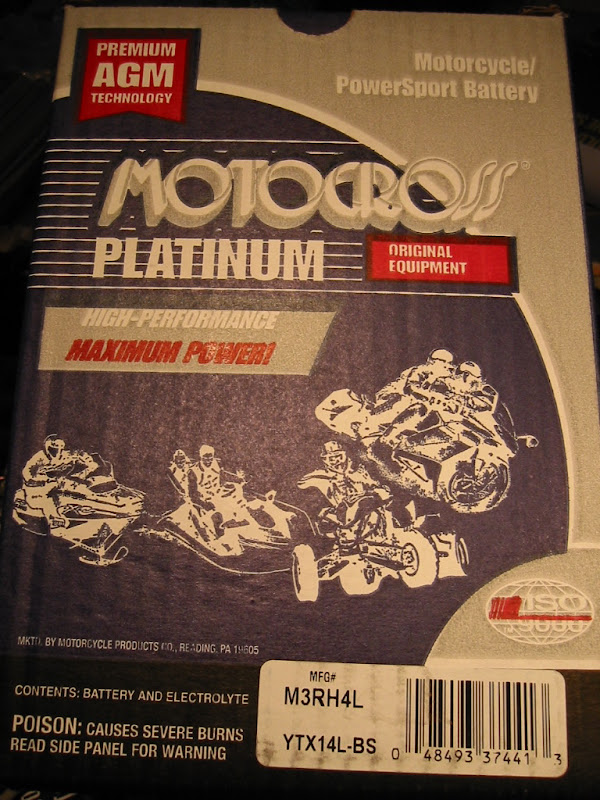 PREMIUM
AGM
TECHNOLOGY
Motorcycle/
PowerSport Battery
MOTOCROSS®
PLATINUM
ORIGINAL
EQUIPMENT
HIGH-PERFORMANCE
MAXIMUM POWER!
ISO
MKTD. BY MOTORCYCLE PRODUCTS CO., READING, PA 19605
CONTENTS: BATTERY AND ELECTROLYTE
POISON: CAUSES SEVERE BURNS
READ SIDE PANEL FOR WARNING
MFG#
M3RH4L
YTX14L-BS
0 48493 37441 3